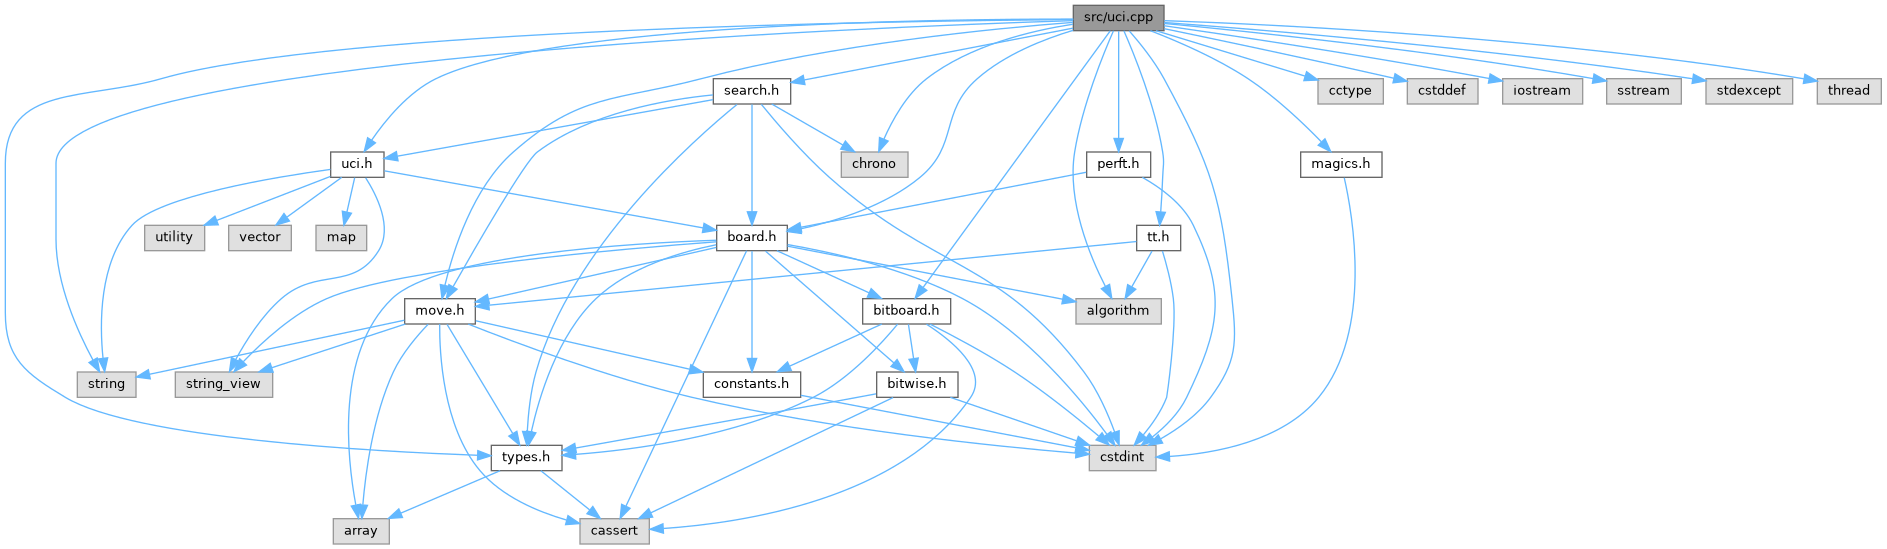 src/uci.cpp
search.h
cctype
cstddef
iostream
sstream
stdexcept
thread
uci.h
chrono
perft.h
magics.h
utility
vector
map
board.h
tt.h
move.h
bitboard.h
algorithm
string
string_view
constants.h
bitwise.h
types.h
cstdint
array
cassert